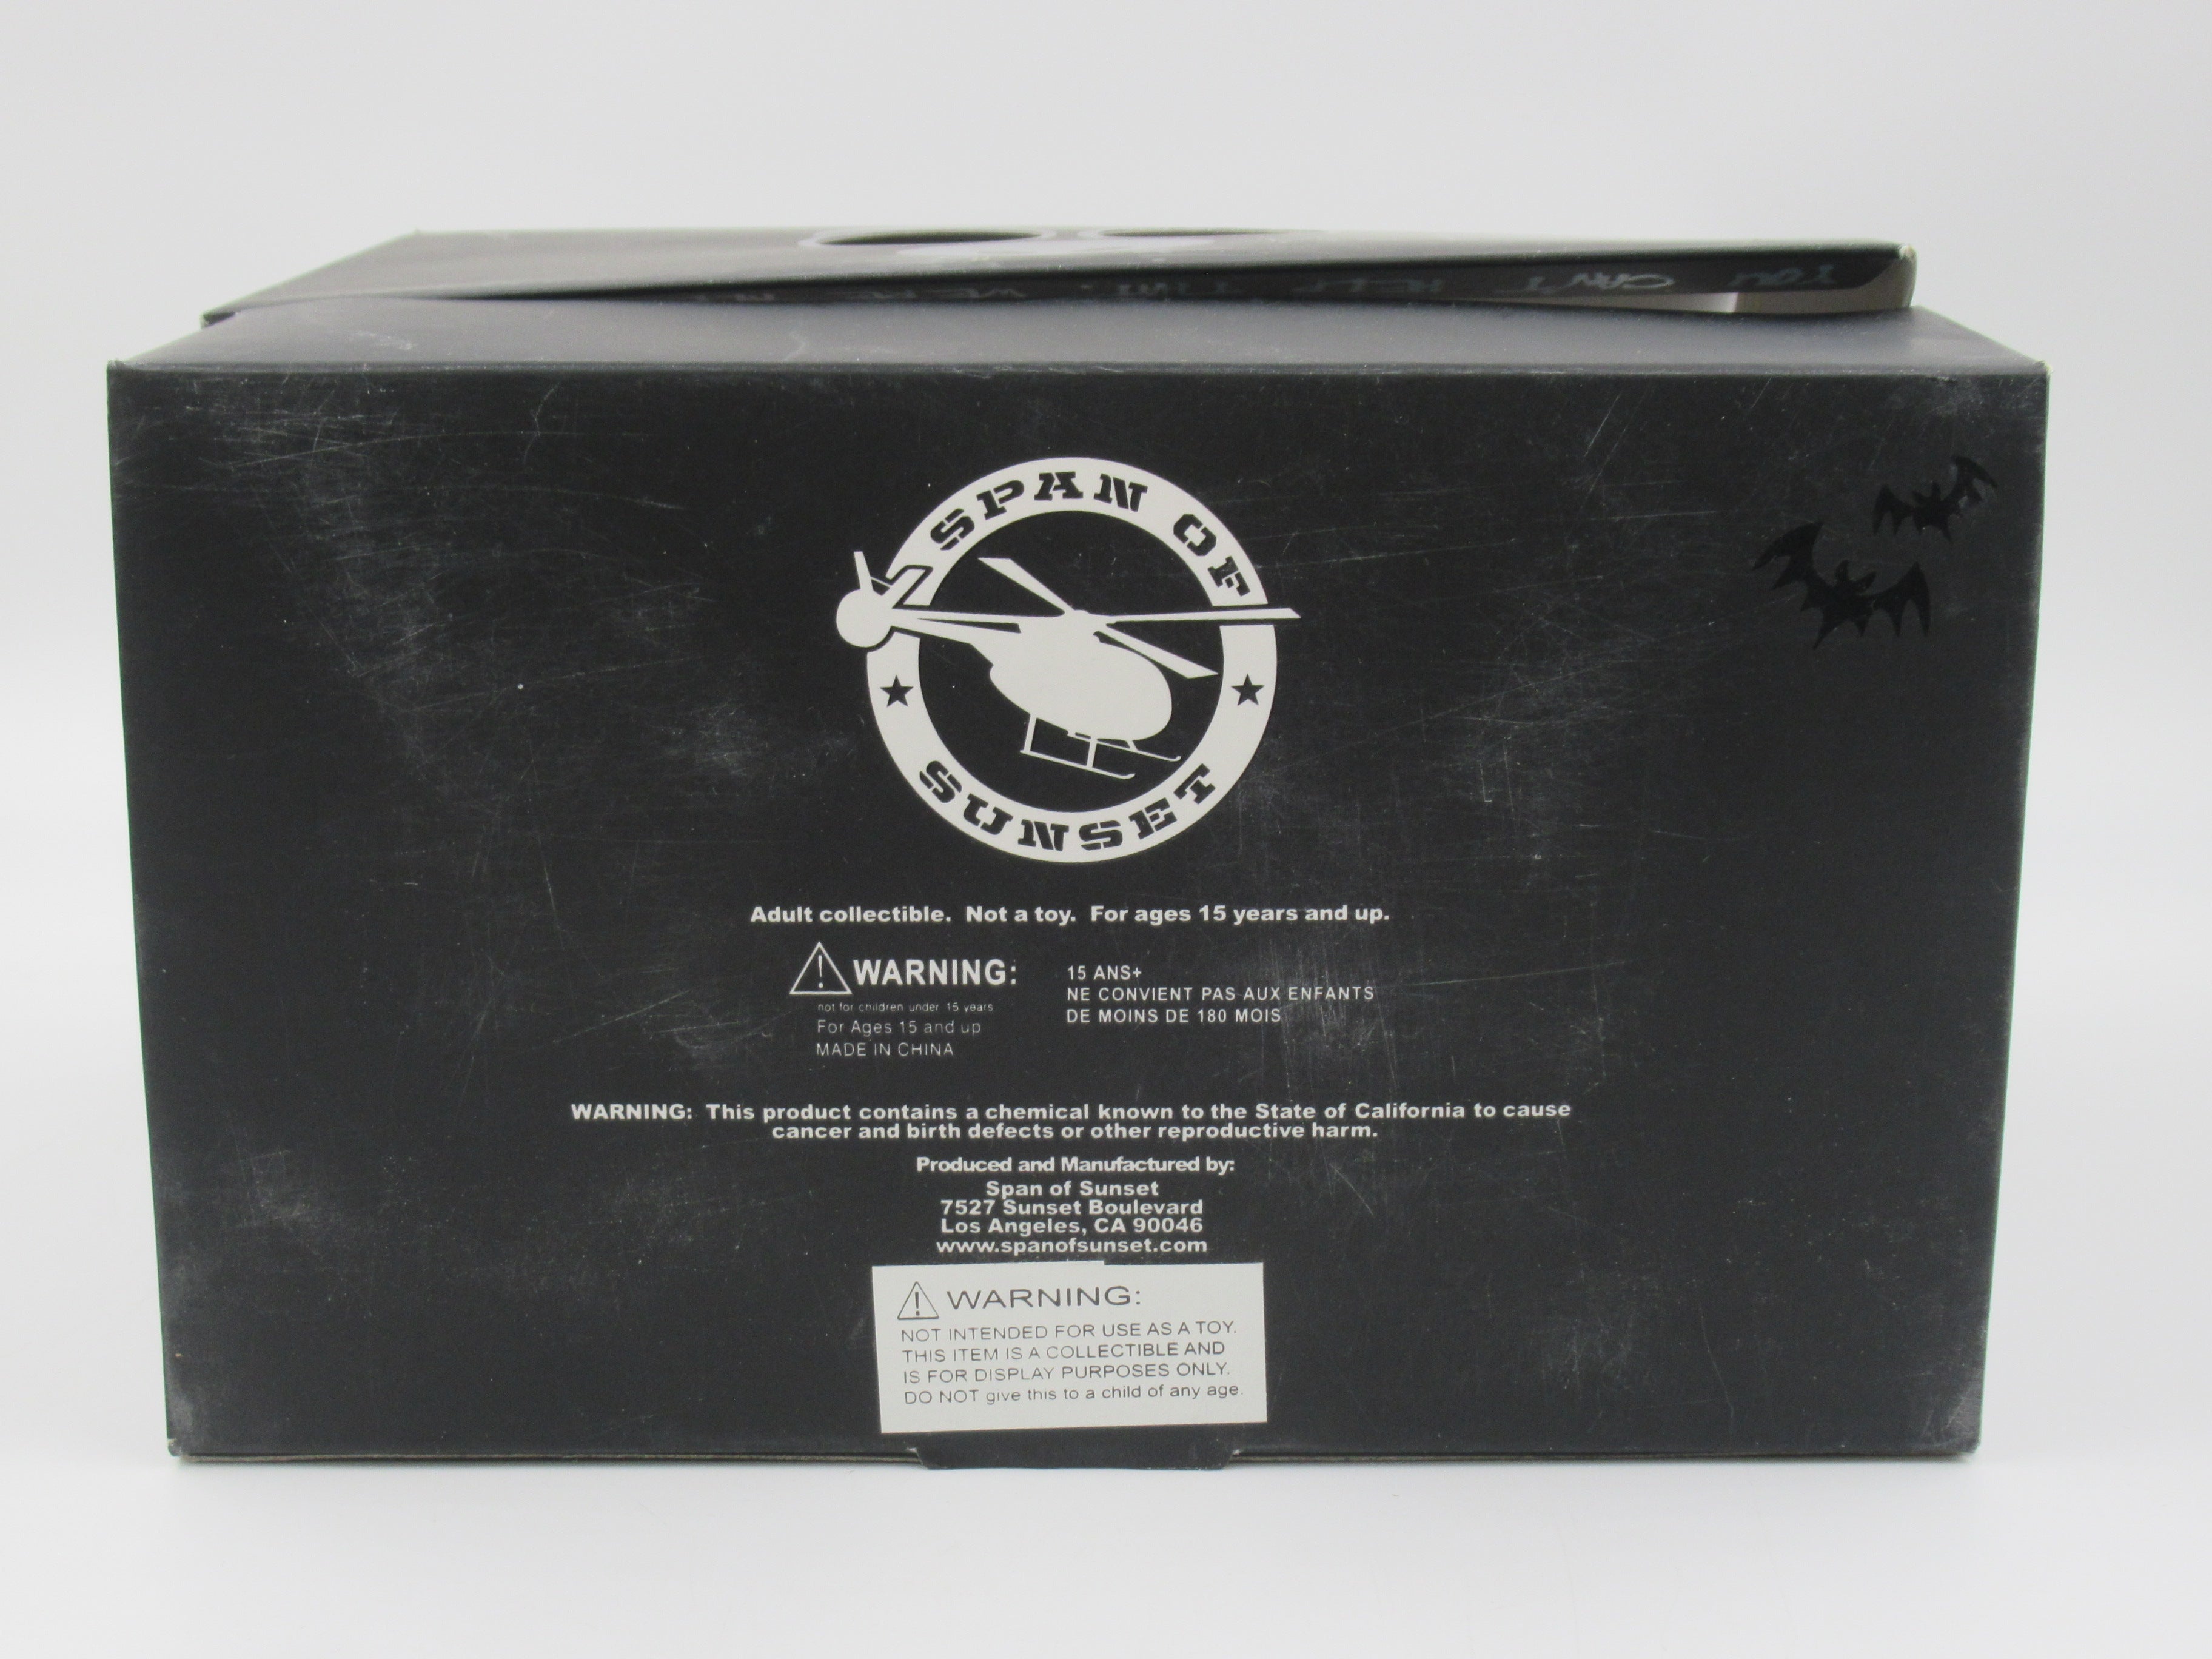 YOU CAN'T HELP
SPAN OF
SUNSET
Adult collectible. Not a toy. For ages 15 years and up.
WARNING:
not for children under 15 years
For Ages 15 and up
MADE IN CHINA
15 ANS+
NE CONVIENT PAS AUX ENFANTS
DE MOINS DE 180 MOIS
WARNING: This product contains a chemical known to the State of California to cause
cancer and birth defects or other reproductive harm.
Produced and Manufactured by:
Span of Sunset
7527 Sunset Boulevard
Los Angeles, CA 90046
www.spanofsunset.com
WARNING:
NOT INTENDED FOR USE AS A TOY.
THIS ITEM IS A COLLECTIBLE AND
IS FOR DISPLAY PURPOSES ONLY.
DO NOT give this to a child of any age.